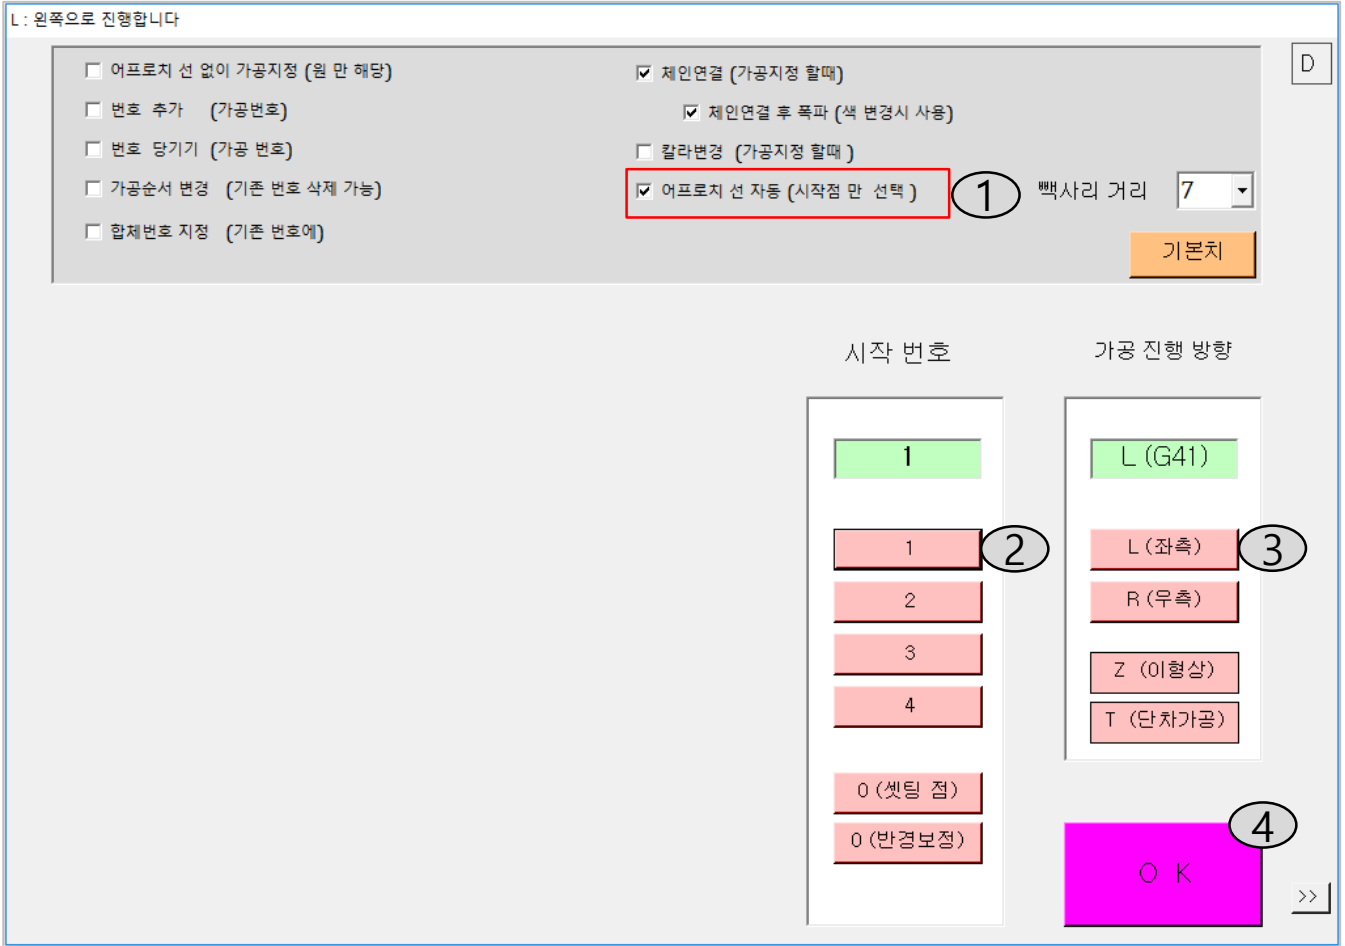 L : 왼쪽으로 진행합니다
D
어프로치 선 없이 가공지정 (원 만 해당)
번호 추가 (가공번호)
번호 당기기 (가공 번호)
가공순서 변경 (기존 번호 삭제 가능)
합체번호 지정 (기존 번호에)
체인연결 (가공지정 할때)
체인연결 후 폭파 (색 변경시 사용)
칼라변경 (가공지정 할때 )
어프로치 선 자동 (시작점 만 선택 )
1
빽사리 거리
7
기본치
시작 번호
1
1
2
2
3
4
0 (셋팅 점)
0 (반경보정)
가공 진행 방향
L (G41)
L (좌측)
3
R (우측)
Z (이형상)
T (단차가공)
4
O K
>>